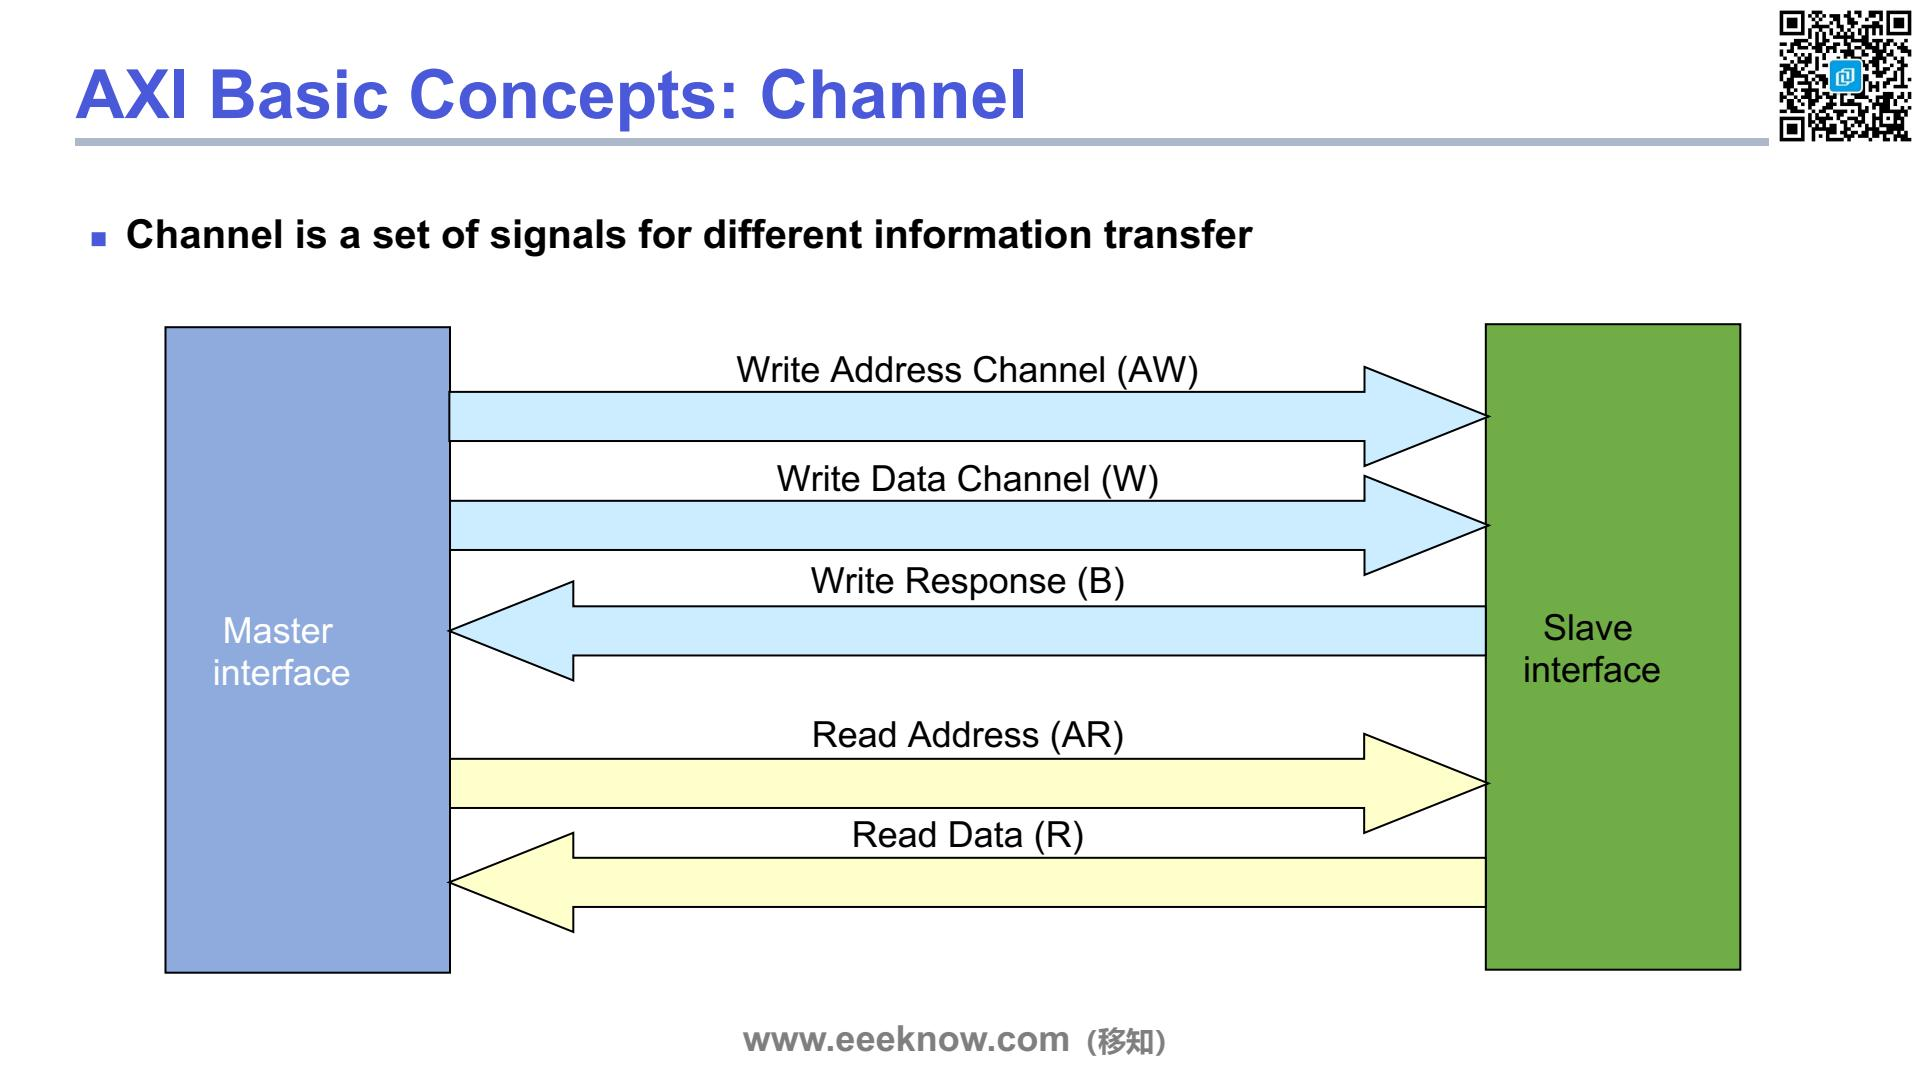 AXI Basic Concepts: Channel
Channel is a set of signals for different information transfer
Write Address Channel (AW)
Write Data Channel (W)
Write Response (B)
Master
interface
Slave
interface
Read Address (AR)
Read Data (R)
www.eeeknow.com (移知)